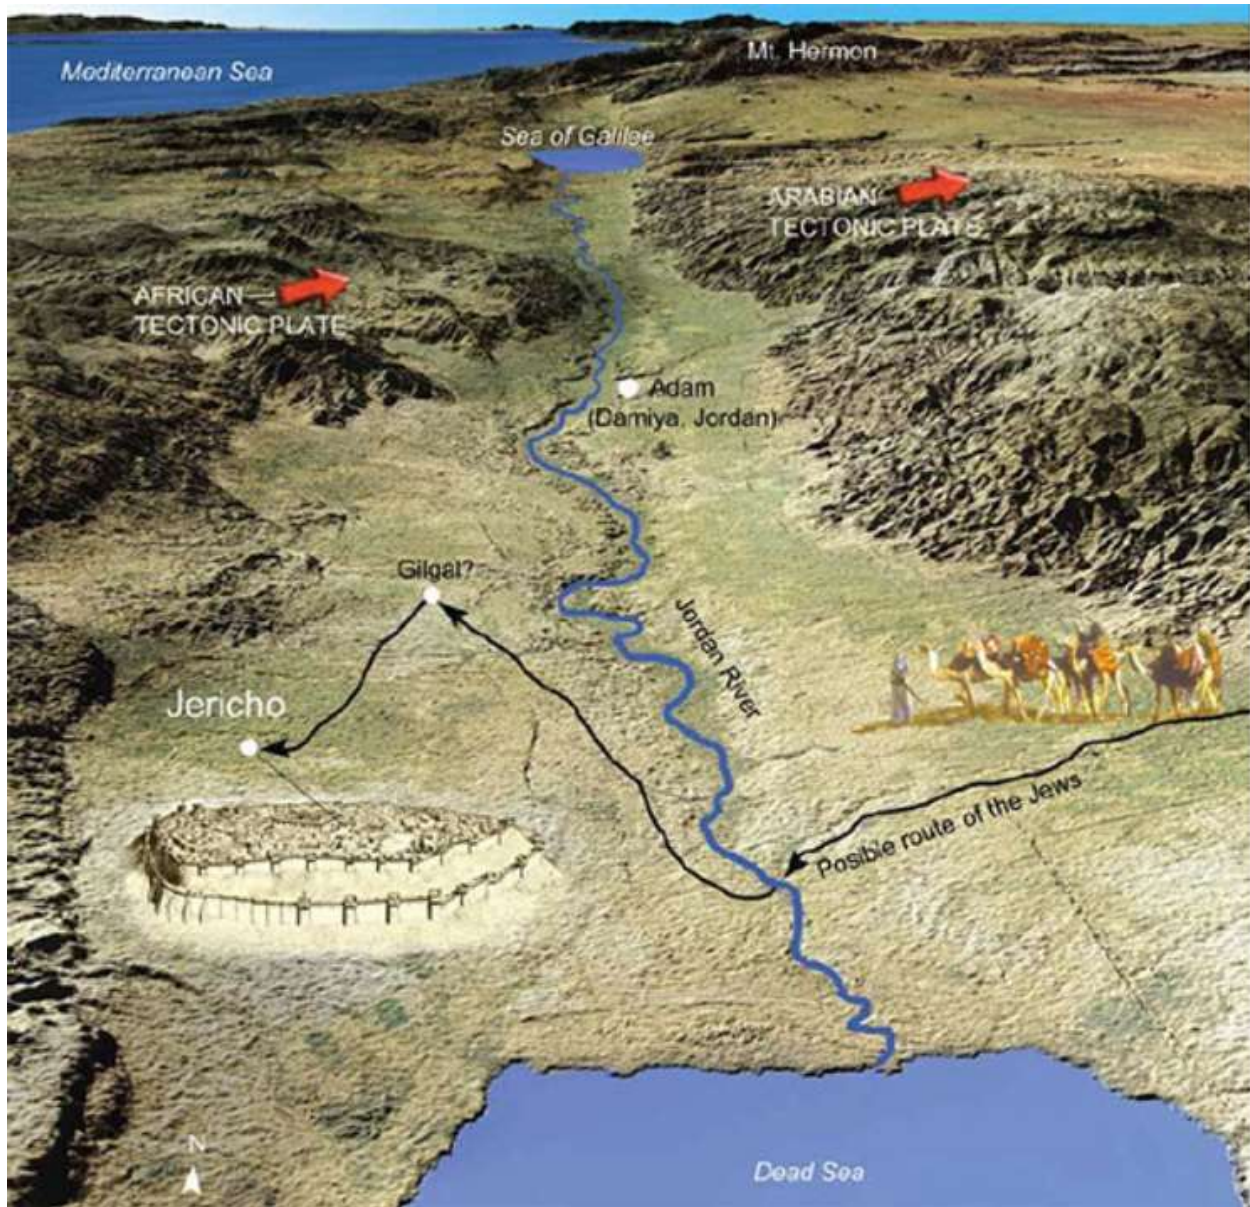 Mediterranean Sea
Mt. Hermon
Sea of Galilee
ARABIAN
TECTONIC PLATE
AFRICAN
TECTONIC PLATE
Adam
(Damiya, Jordan)
Gilgal?
Jordan River
Jericho
Posible route of the Jews
N
Dead Sea